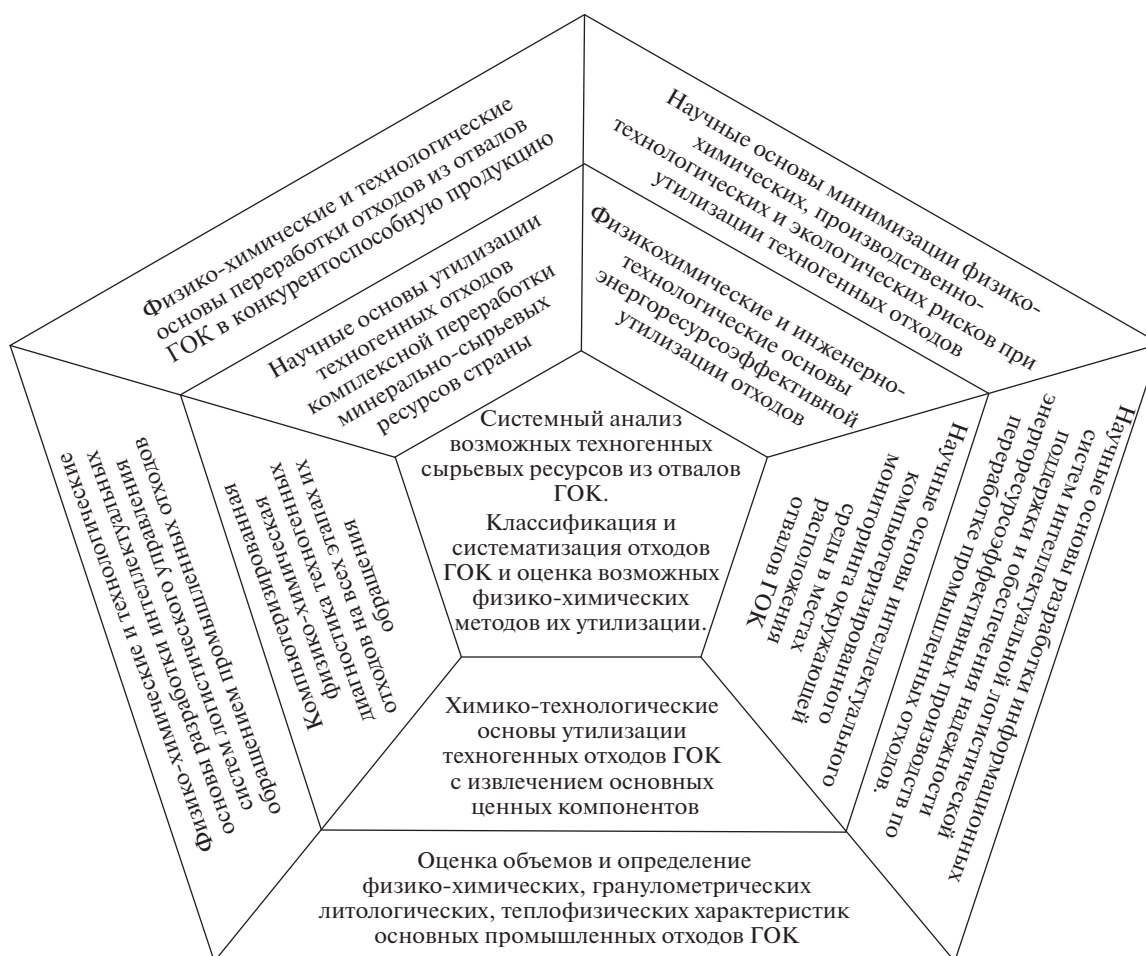 Физико-химические и технологические
основы переработки отходов из отвалов
ГОК в конкурентоспособную продукцию
Научные основы минимизации физико-
химических, производственно-
технологических и экологических рисков при
утилизации техногенных отходов
Научные основы утилизации
техногенных отходов
комплексной переработки
минерально-сырьевых
ресурсов страны
Физикохимические и инженерно-
технологические основы
энергоресурсоэффективной
утилизации отходов
Физико-химические и технологические
основы разработки интеллектуальных
систем логистического управления
обращением промышленных отходов
Компьютеризированная
физико-химическая
диагностика техногенных
отходов на всех этапах их
обращения
Системный анализ
возможных техногенных
сырьевых ресурсов из отвалов
ГОК.
Классификация и
систематизация отходов
ГОК и оценка возможных
физико-химических
методов их утилизации.
Научные основы интеллектуального
компьютеризированного
мониторинга окружающей
среды в местах
расположения
отвалов ГОК
Научные основы разработки информационных
систем интеллектуальной логистической
поддержки и обеспечения надежности
энергоресурсоэффективных производств по
переработке промышленных отходов.
Химико-технологические
основы утилизации
техногенных отходов ГОК
с извлечением основных
ценных компонентов
Оценка объемов и определение
физико-химических, гранулометрических
литологических, теплофизических характеристик
основных промышленных отходов ГОК